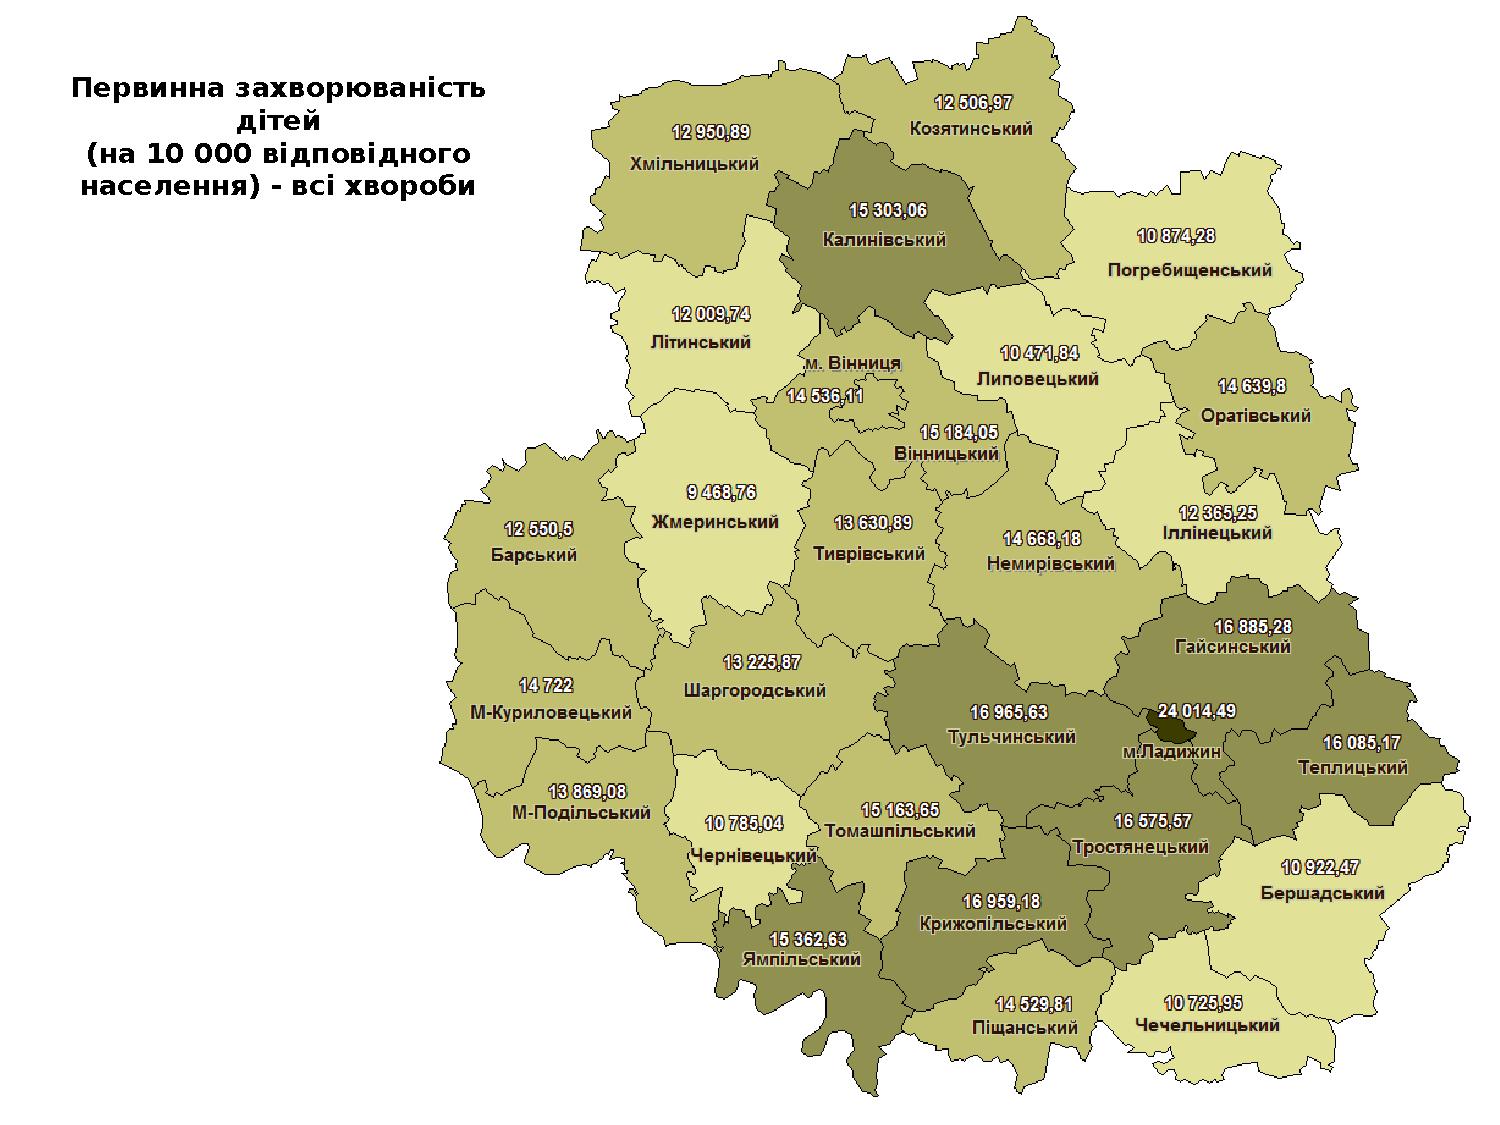 Первинна захворюваність
дітей
(на 10 000 відповідного
населення) - всі хвороби
12 506,97
Козятинський
12 950,89
Хмільницький
15 303,06
Калинівський
10 874,28
Погребищенський
12 009,74
Літинський
10 471,84
Липовецький
м. Вінниця
14 536,11
14 639,8
Оратівський
15 184,05
Вінницький
9 468,76
Жмеринський
12 550,5
Барський
13 630,89
Тиврівський
14 668,18
Немирівський
12 365,25
Іллінецький
16 885,28
Гайсинський
13 225,87
Шаргородський
14 722
М-Куриловецький
16 965,63
Тульчинський
24 014,49
м.Ладижин
16 085,17
Теплицький
13 869,08
М-Подільський
10 785,04
Чернівецький
15 163,65
Томашпільський
16 575,57
Тростянецький
10 922,47
Бершадський
16 959,18
Крижопільський
15 362,63
Ямпільський
14 529,81
Піщанський
10 725,95
Чечельницький